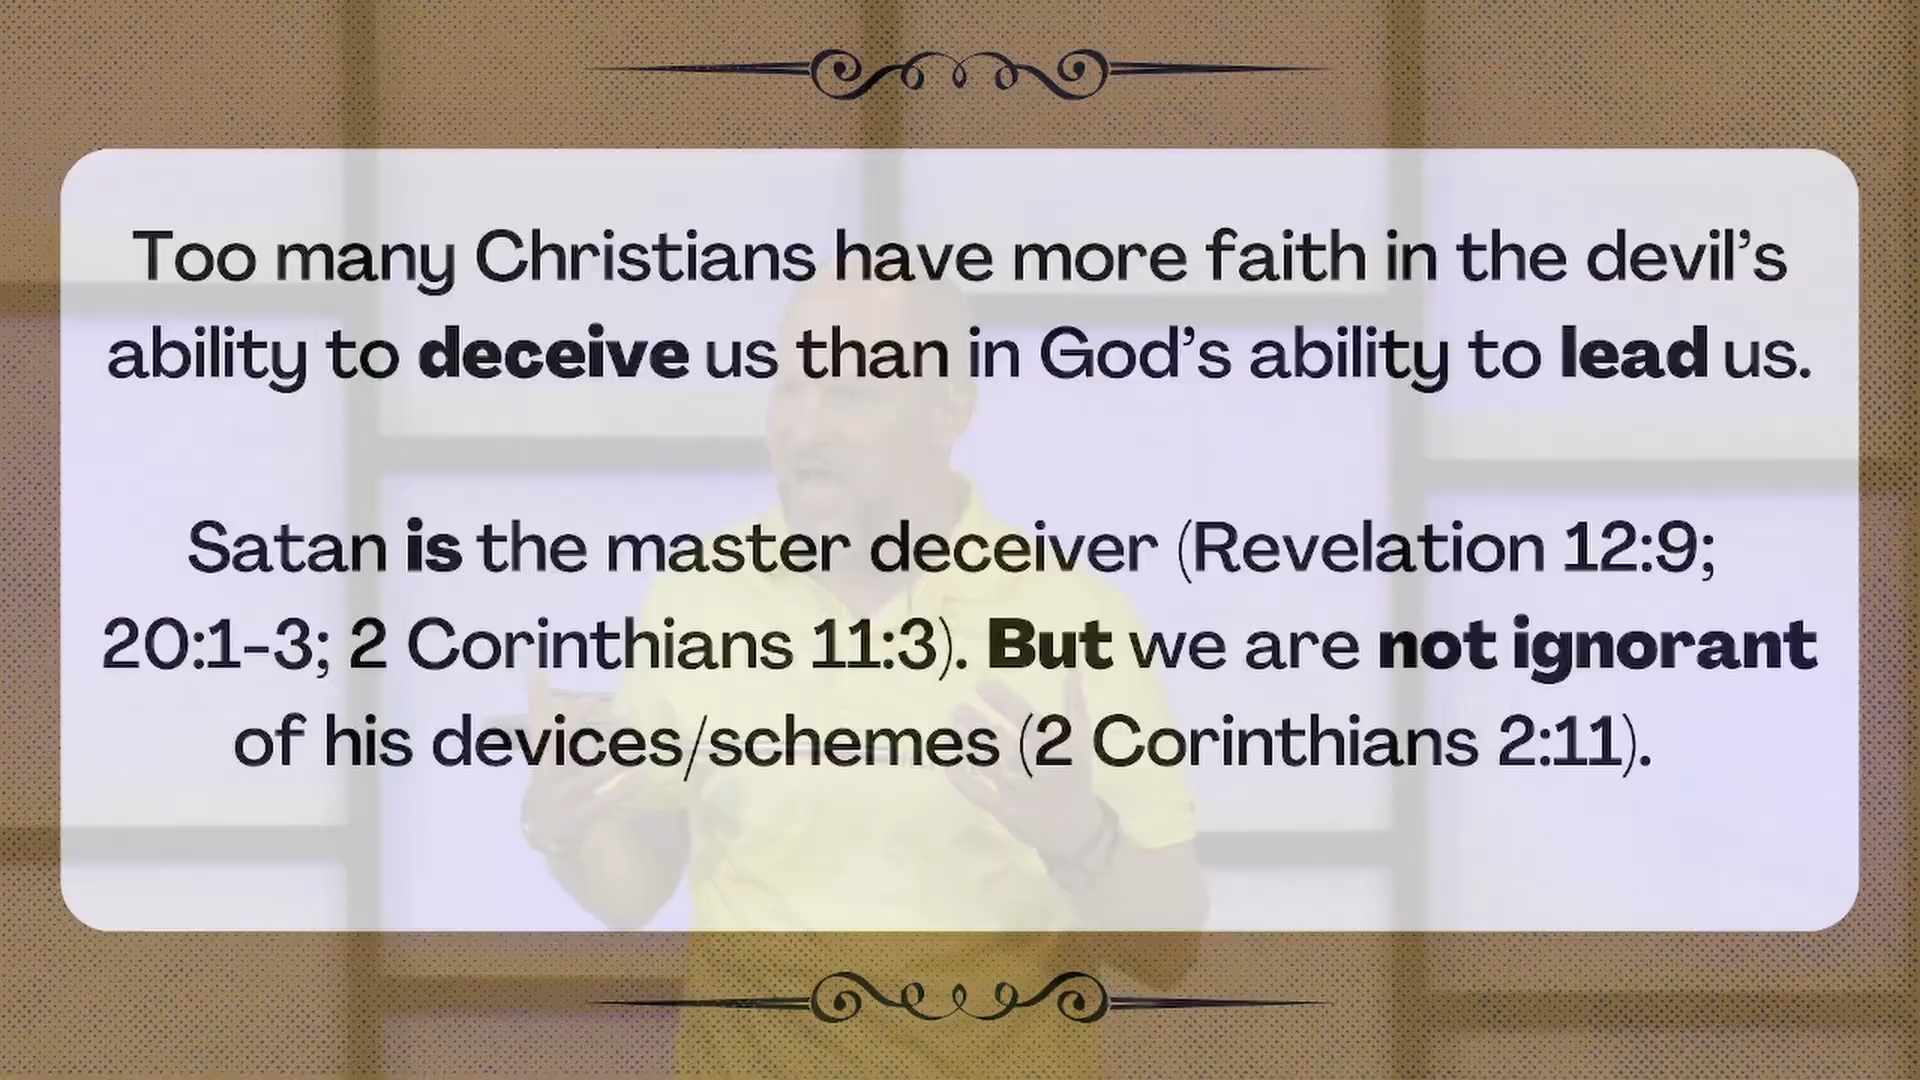 Too many Christians have more faith in the devil’s
ability to deceive us than in God’s ability to lead us.
Satan is the master deceiver (Revelation 12:9;
20:1-3; 2 Corinthians 11:3). But we are not ignorant
of his devices/schemes (2 Corinthians 2:11).